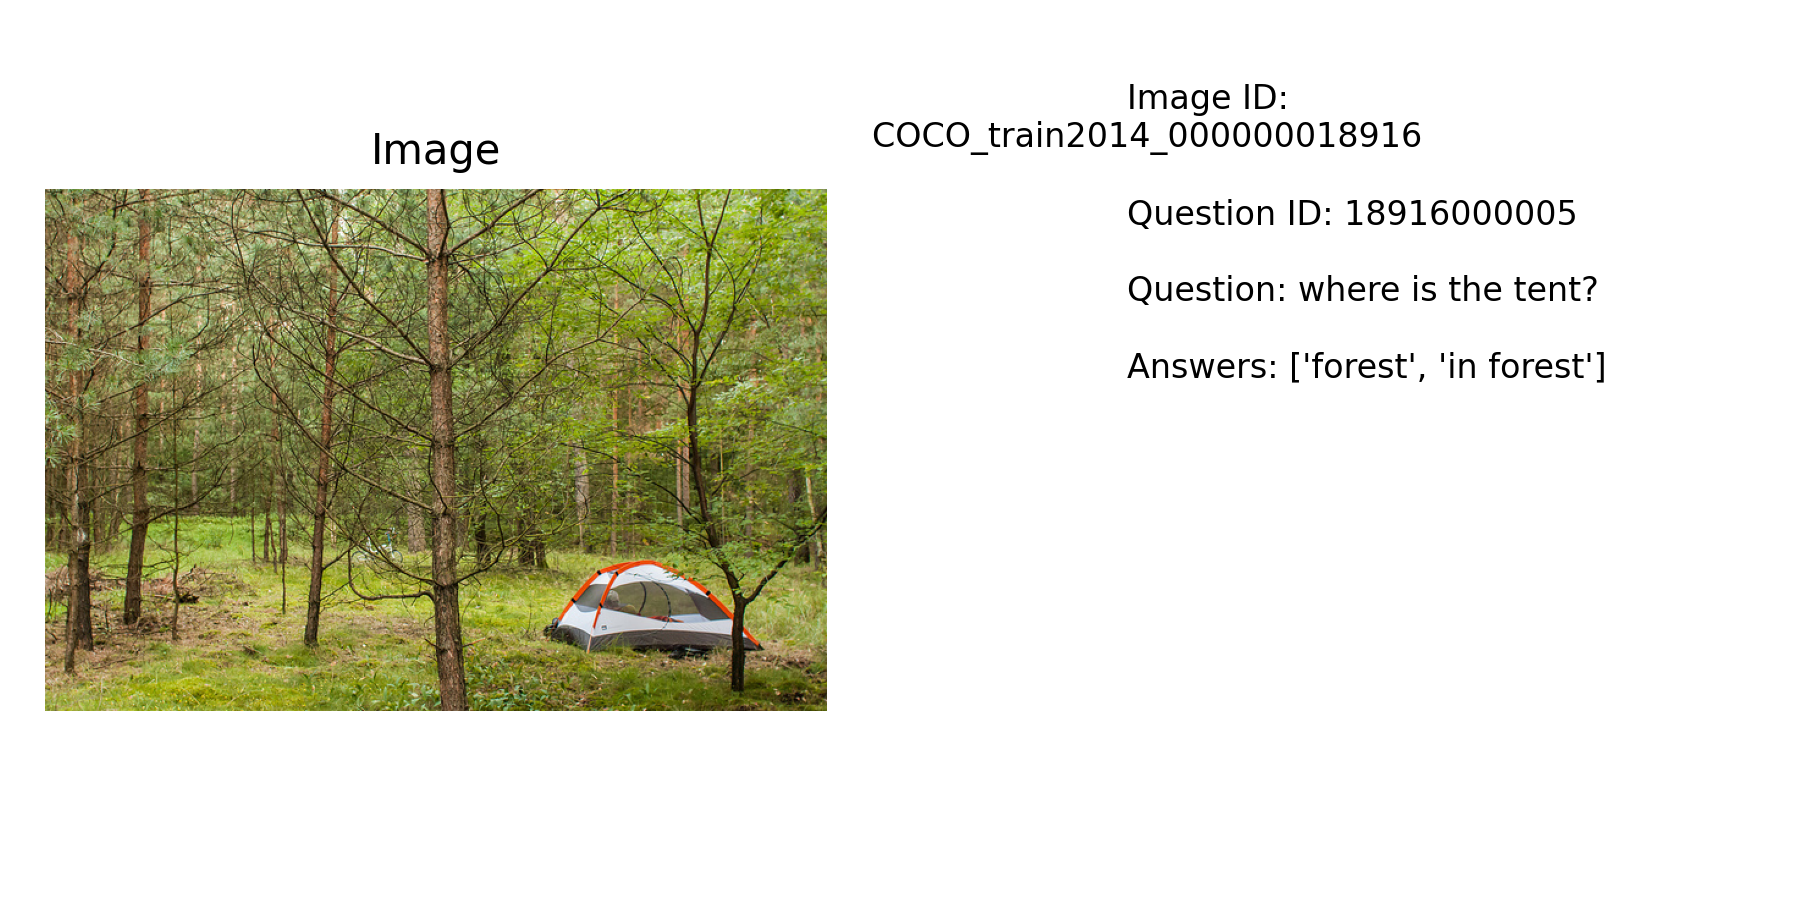 Image
Image ID:
COCO_train2014_000000018916
Question ID: 18916000005
Question: where is the tent?
Answers: ['forest', 'in forest']